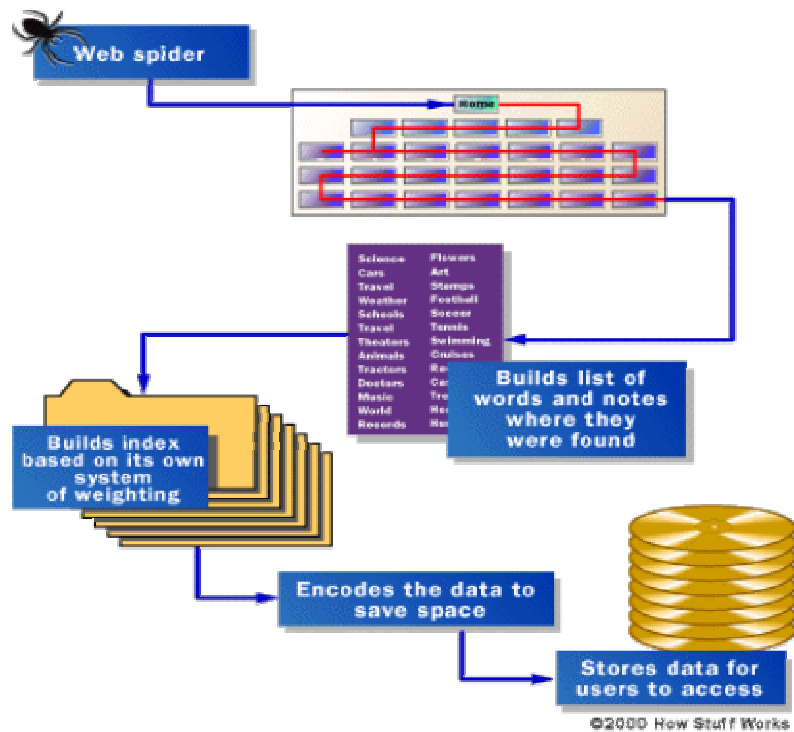 Web spider
Home
Science Flowers
Cars Art
Travel Stamps
Weather Football
Schools Soccer
Travel Tennis
Theaters Swimming
Animals Cruises
Tractors
Doctors
Music
World
Records
Builds list of
words and notes
where they
were found
Builds index
based on its own
system
of weighting
Encodes the data to
save space
Stores data for
users to access
©2000 How Stuff Works